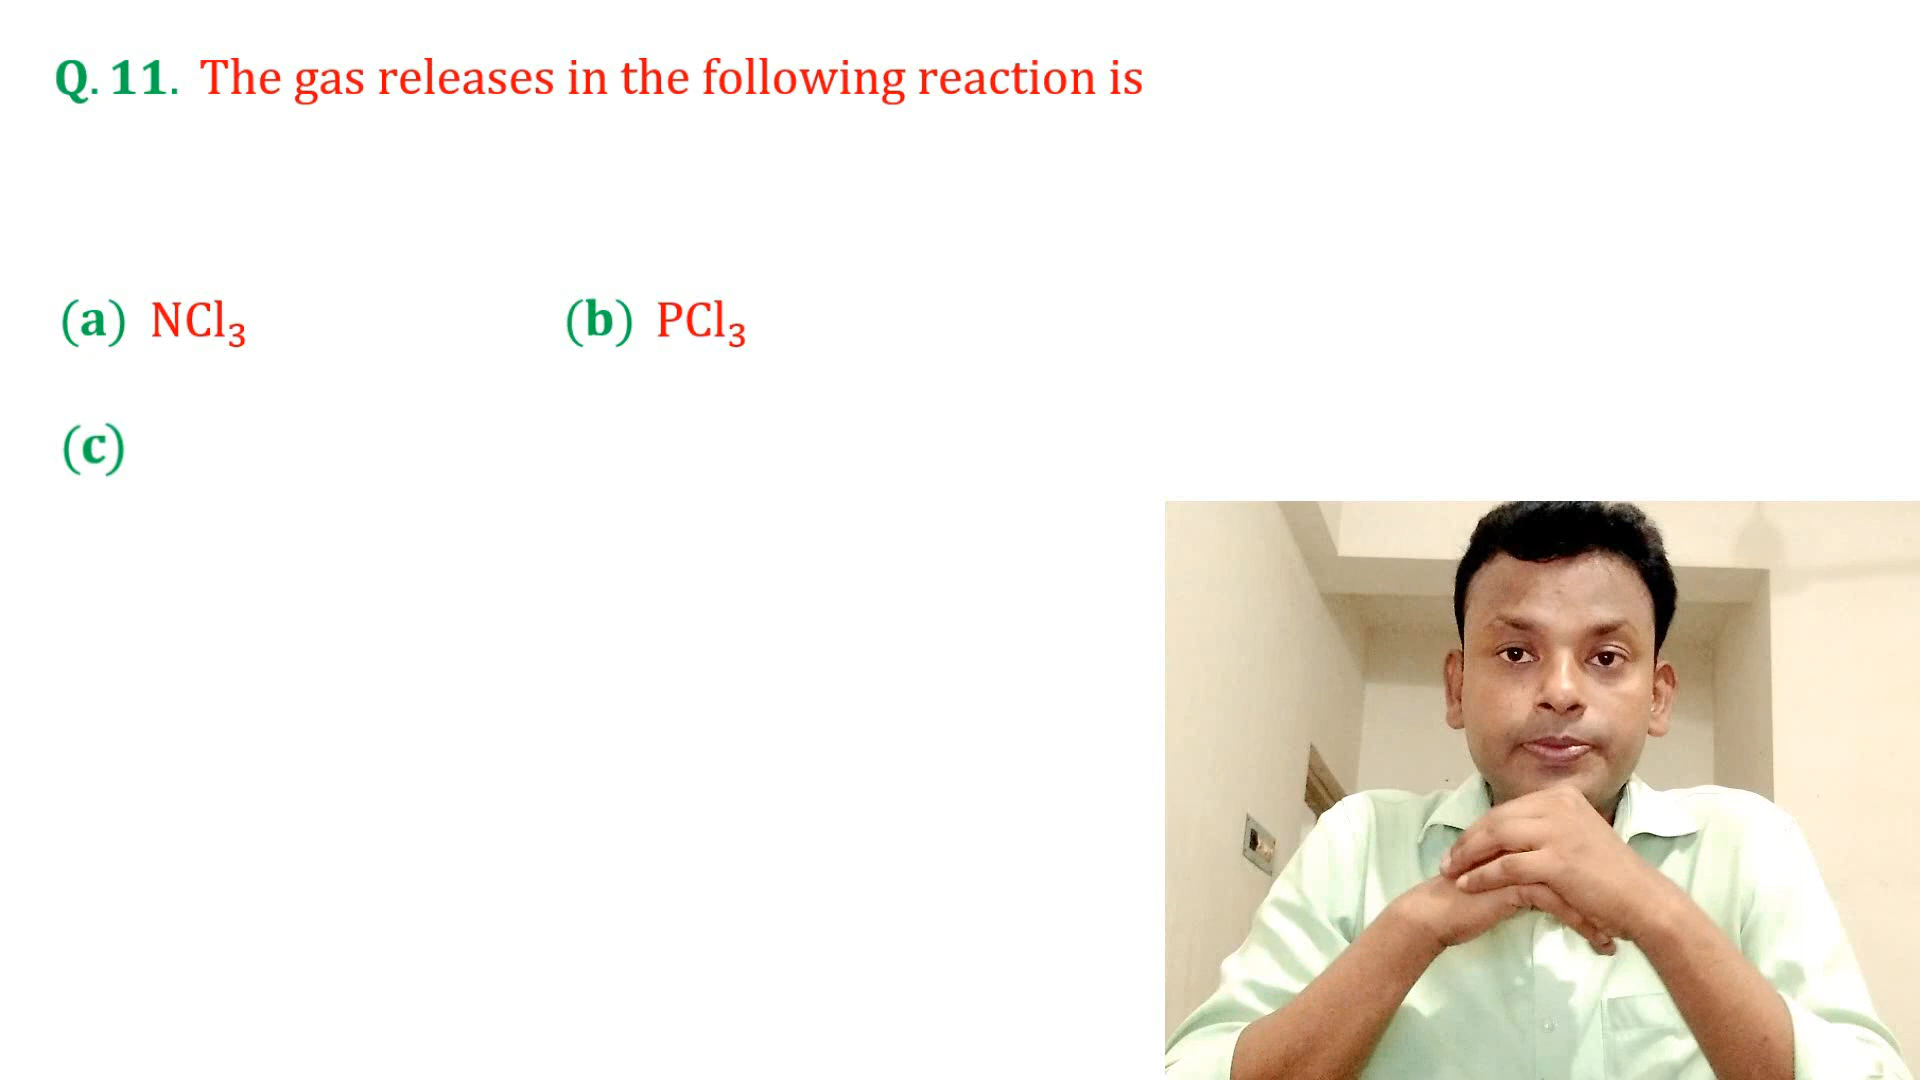 Q. 11. The gas releases in the following reaction is
(a) NCl₃ (b) PCl₃
(c)